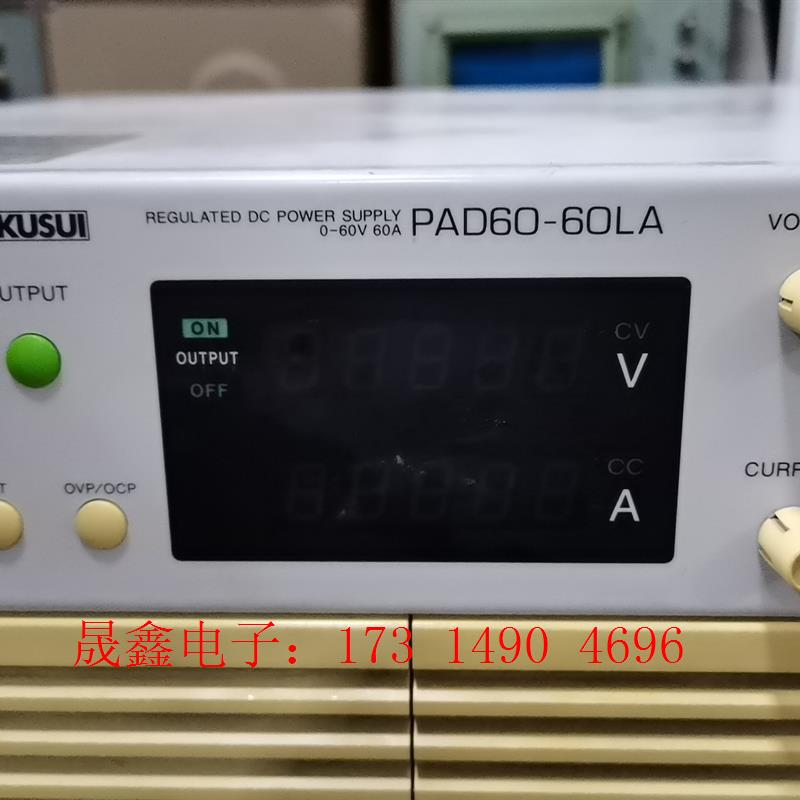 KUSUI
REGULATED DC POWER SUPPLY
0-60V 60A
PAD60-60LA
VO
UTPUT
ON
OUTPUT
OFF
CV
V
CC
A
T
OVP/OCP
CURR
晟鑫电子：173 1490 4696